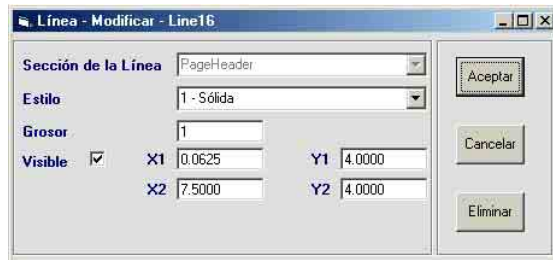 Línea - Modificar - Line16
Sección de la Línea PageHeader
Estilo 1 - Sólida
Grosor 1
Visible X1 0.0625 Y1 4.0000
X2 7.5000 Y2 4.0000
Aceptar
Cancelar
Eliminar